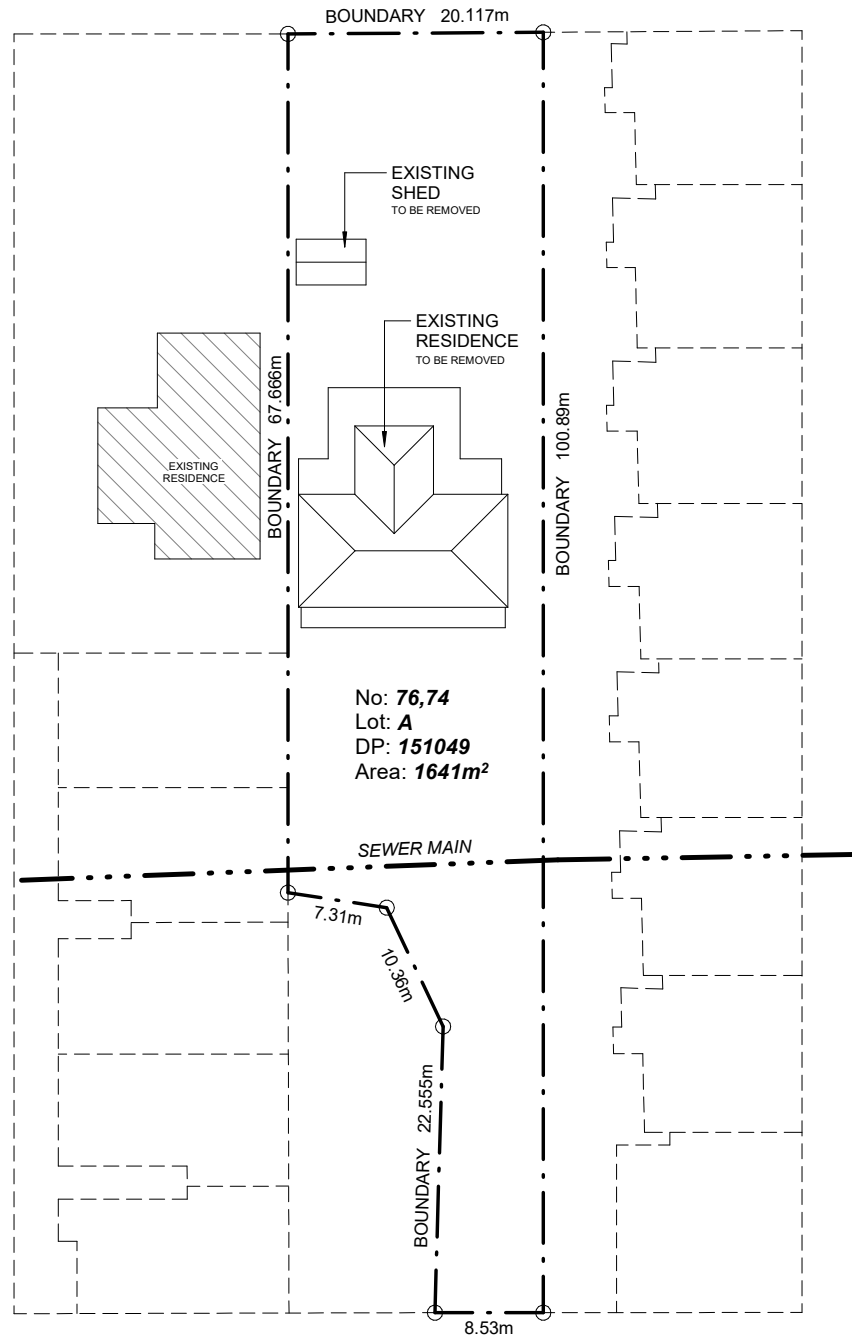 BOUNDARY 20.117m
EXISTING
SHED
TO BE REMOVED
EXISTING
RESIDENCE
TO BE REMOVED
BOUNDARY 67.666m
EXISTING
RESIDENCE
BOUNDARY 100.89m
No: 76,74
Lot: A
DP: 151049
Area: 1641m²
SEWER MAIN
7.31m
10.36m
BOUNDARY 22.555m
8.53m